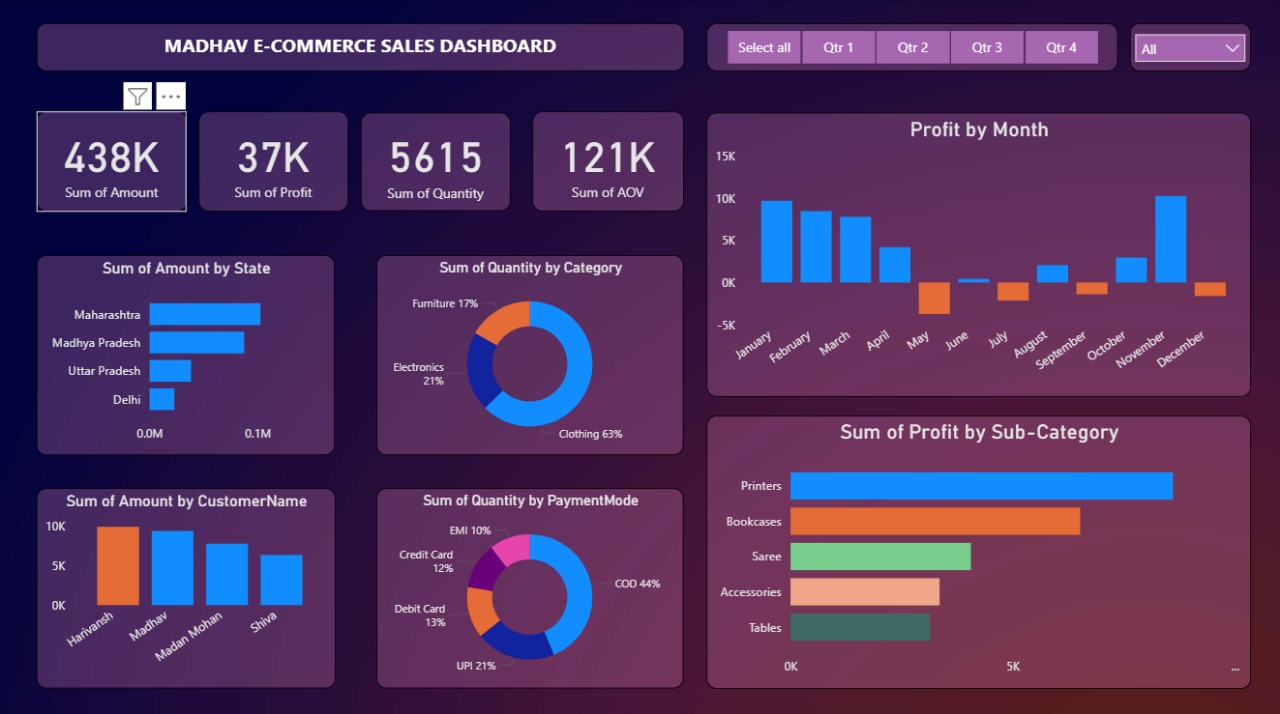 MADHAV E-COMMERCE SALES DASHBOARD
Select all
Qtr 1
Qtr 2
Qtr 3
Qtr 4
All
438K
Sum of Amount
37K
Sum of Profit
5615
Sum of Quantity
121K
Sum of AOV
Profit by Month
15K
10K
5K
0K
-5K
January
February
March
April
May
June
July
August
September
October
November
December
Sum of Amount by State
Maharashtra
Madhya Pradesh
Uttar Pradesh
Delhi
0.0M
0.1M
Sum of Quantity by Category
Furniture 17%
Electronics
21%
Clothing 63%
Sum of Profit by Sub-Category
Printers
Bookcases
Saree
Accessories
Tables
0K
5K
...
Sum of Amount by CustomerName
10K
5K
0K
Harivansh
Madhav
Madan Mohan
Shiva
Sum of Quantity by PaymentMode
EMI 10%
Credit Card
12%
Debit Card
13%
UPI 21%
COD 44%